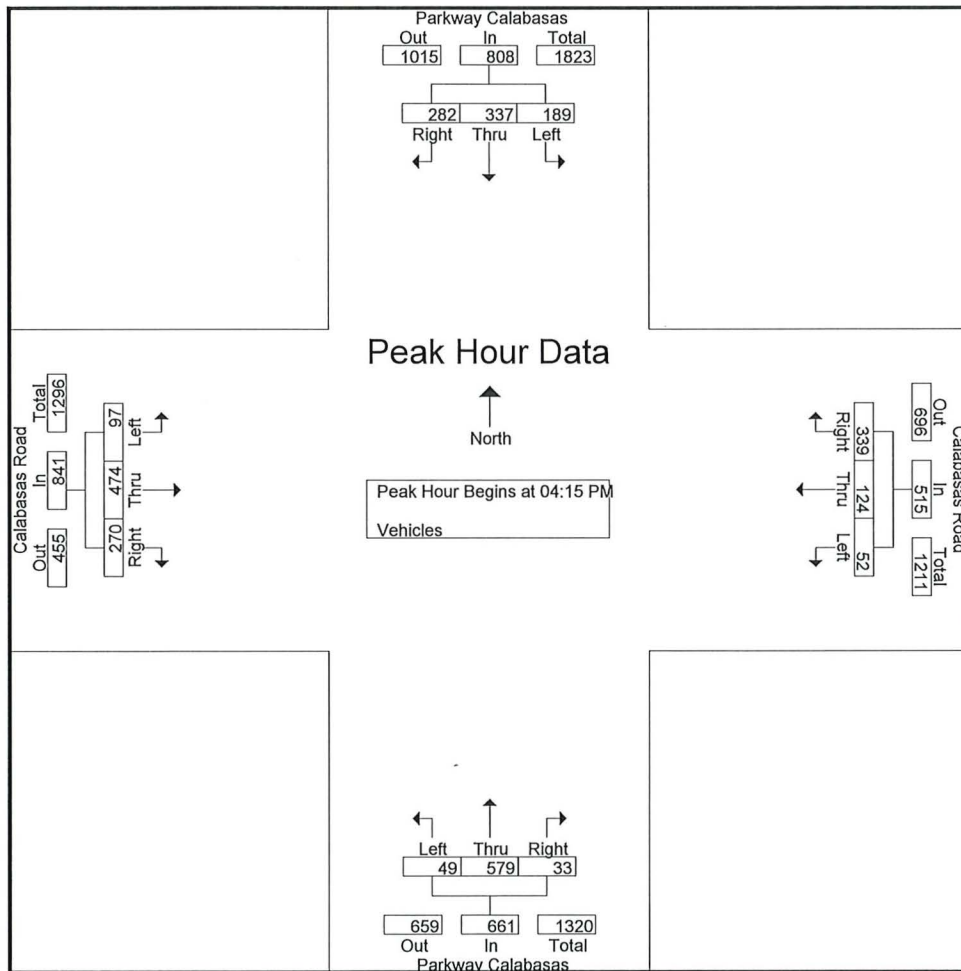 Parkway Calabasas
Out In Total
1015 808 1823
282 337 189
Right Thru Left
Peak Hour Data
North
Peak Hour Begins at 04:15 PM
Vehicles
Calabasas Road
Total In Out
1296 841 455
97 474 270
Left Thru Right
Calabasas Road
Out In Total
696 515 1211
339 124 52
Right Thru Left
Left Thru Right
49 579 33
659 661 1320
Out In Total
Parkway Calabasas